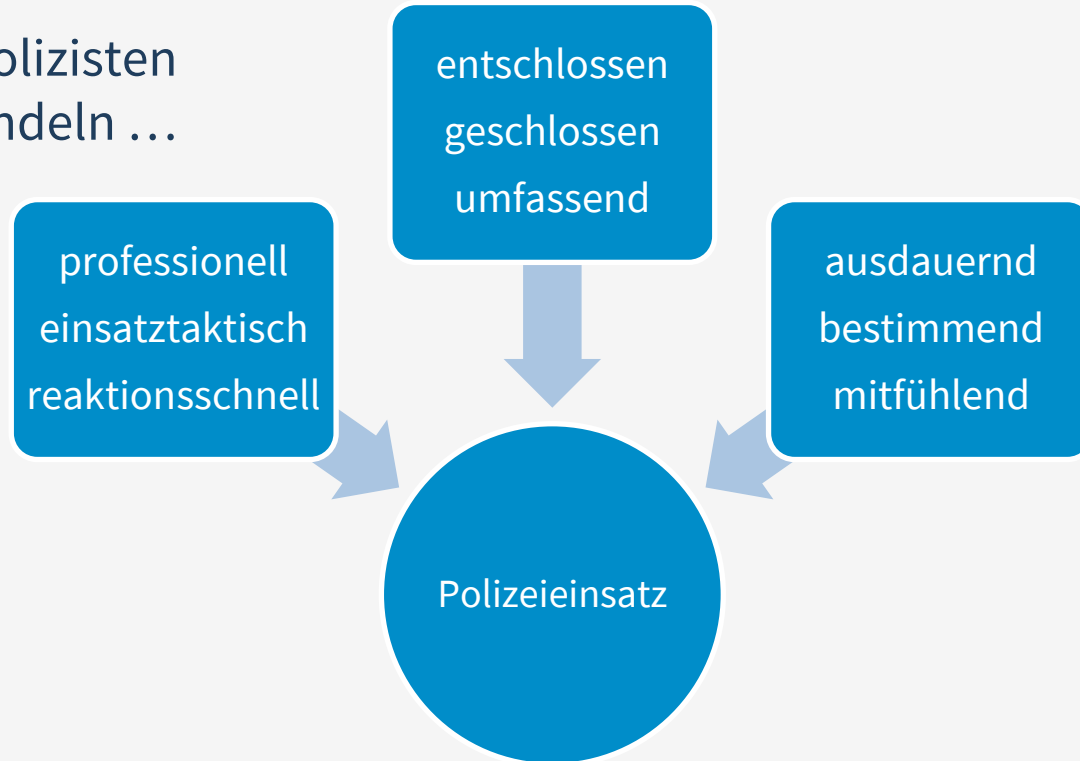 olizisten
ndeln …
entschlossen
geschlossen
umfassend
professionell
einsatztaktisch
reaktionsschnell
ausdauernd
bestimmend
mitfühlend
Polizeieinsatz